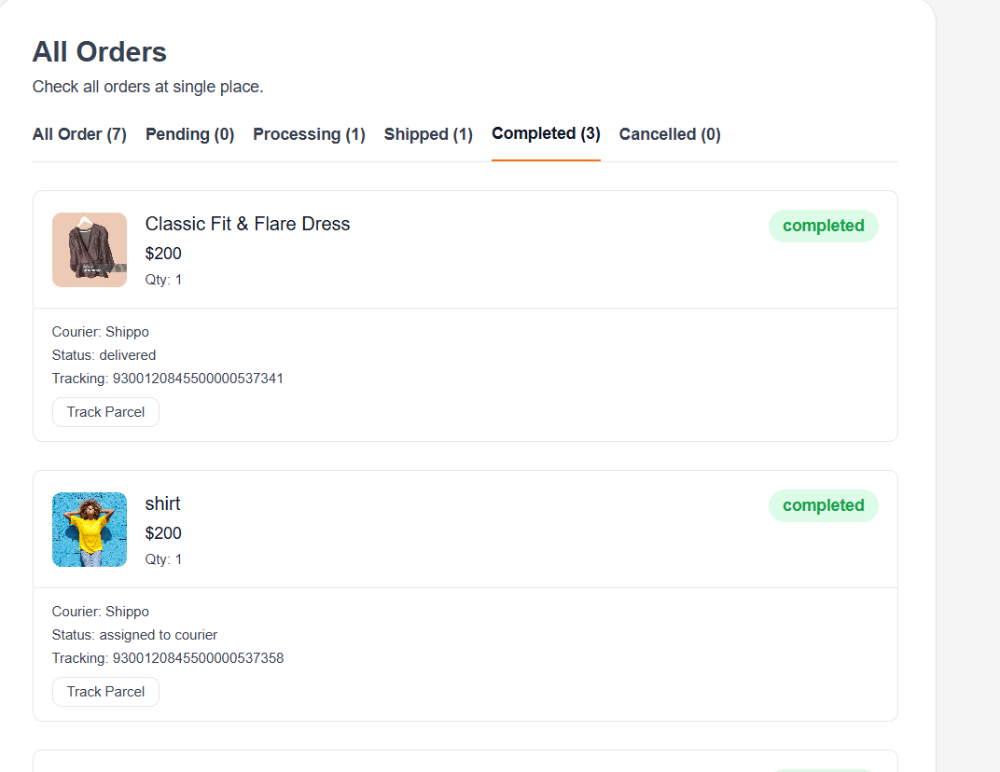 All Orders
Check all orders at single place.
All Order (7) Pending (0) Processing (1) Shipped (1) Completed (3) Cancelled (0)
Classic Fit & Flare Dress
completed
$200
Qty: 1
Courier: Shippo
Status: delivered
Tracking: 9300120845500000537341
Track Parcel
shirt
completed
$200
Qty: 1
Courier: Shippo
Status: assigned to courier
Tracking: 9300120845500000537358
Track Parcel